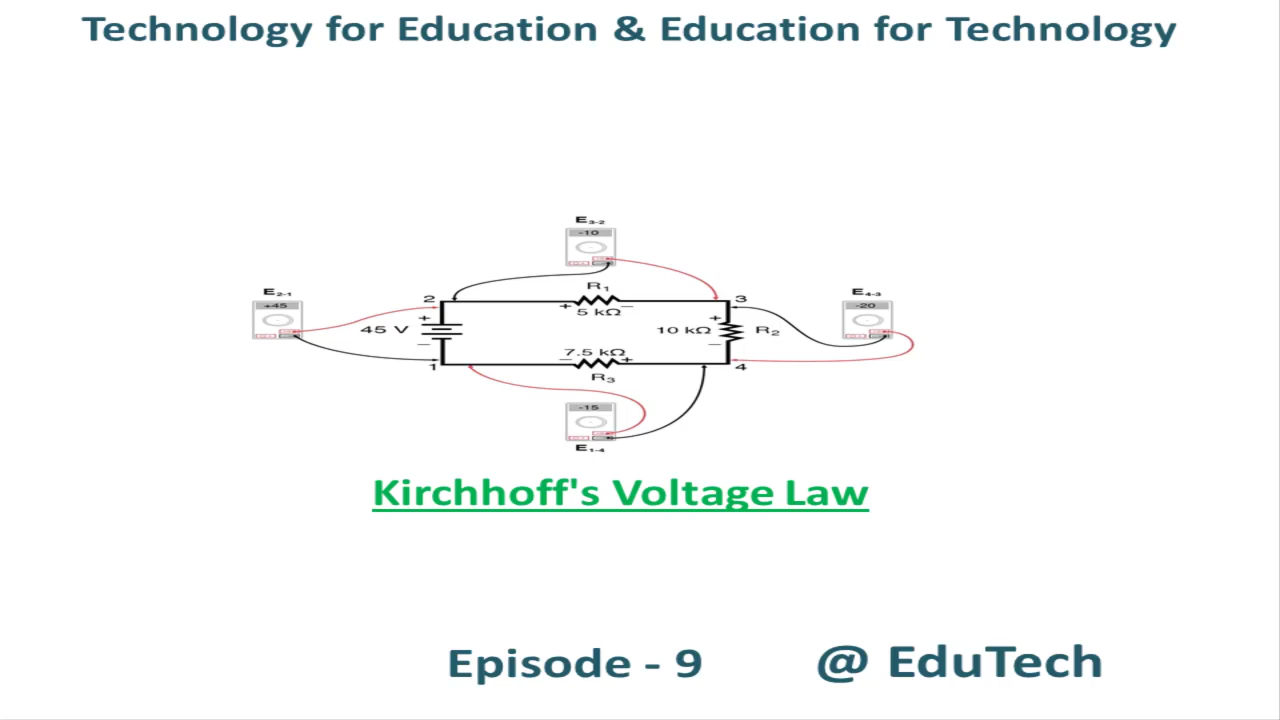 Technology for Education & Education for Technology
E3-2
-10
E2-1
+45
2
R1
+ −
5 kΩ
3
E4-3
-20
+
45 V
−
+
10 kΩ
R2
−
7.5 kΩ
− +
1
R3
4
-15
E1-4
Kirchhoff's Voltage Law
Episode - 9
@ EduTech